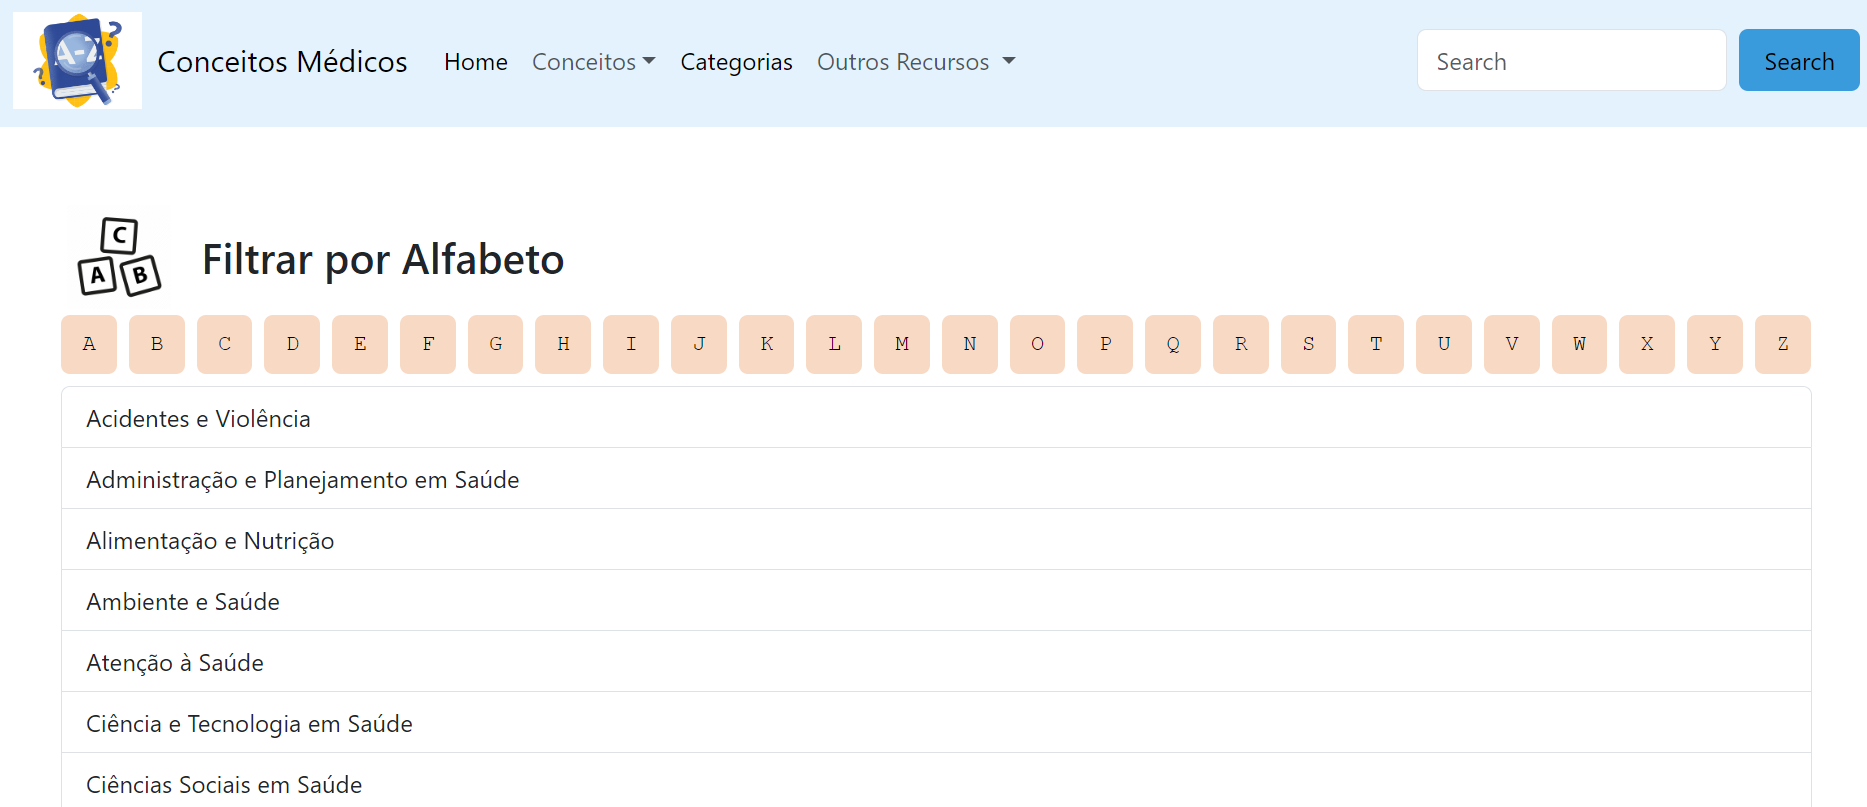 A-Z
Conceitos Médicos Home Conceitos Categorias Outros Recursos Search Search
C
A B
Filtrar por Alfabeto
A B C D E F G H I J K L M N O P Q R S T U V W X Y Z
Acidentes e Violência
Administração e Planejamento em Saúde
Alimentação e Nutrição
Ambiente e Saúde
Atenção à Saúde
Ciência e Tecnologia em Saúde
Ciências Sociais em Saúde